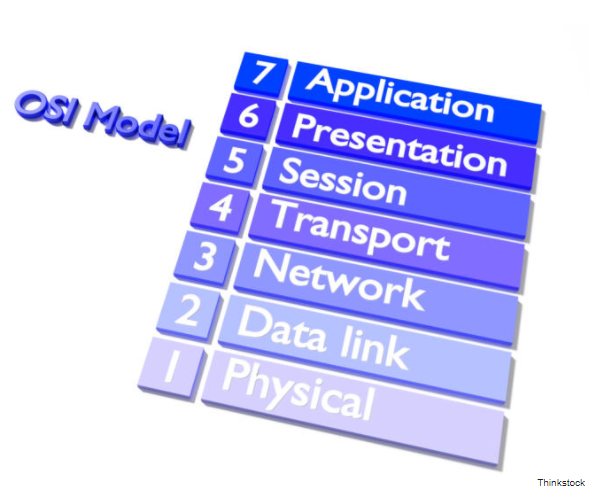 OSI Model
7 Application
6 Presentation
5 Session
4 Transport
3 Network
2 Data link
1 Physical
Thinkstock